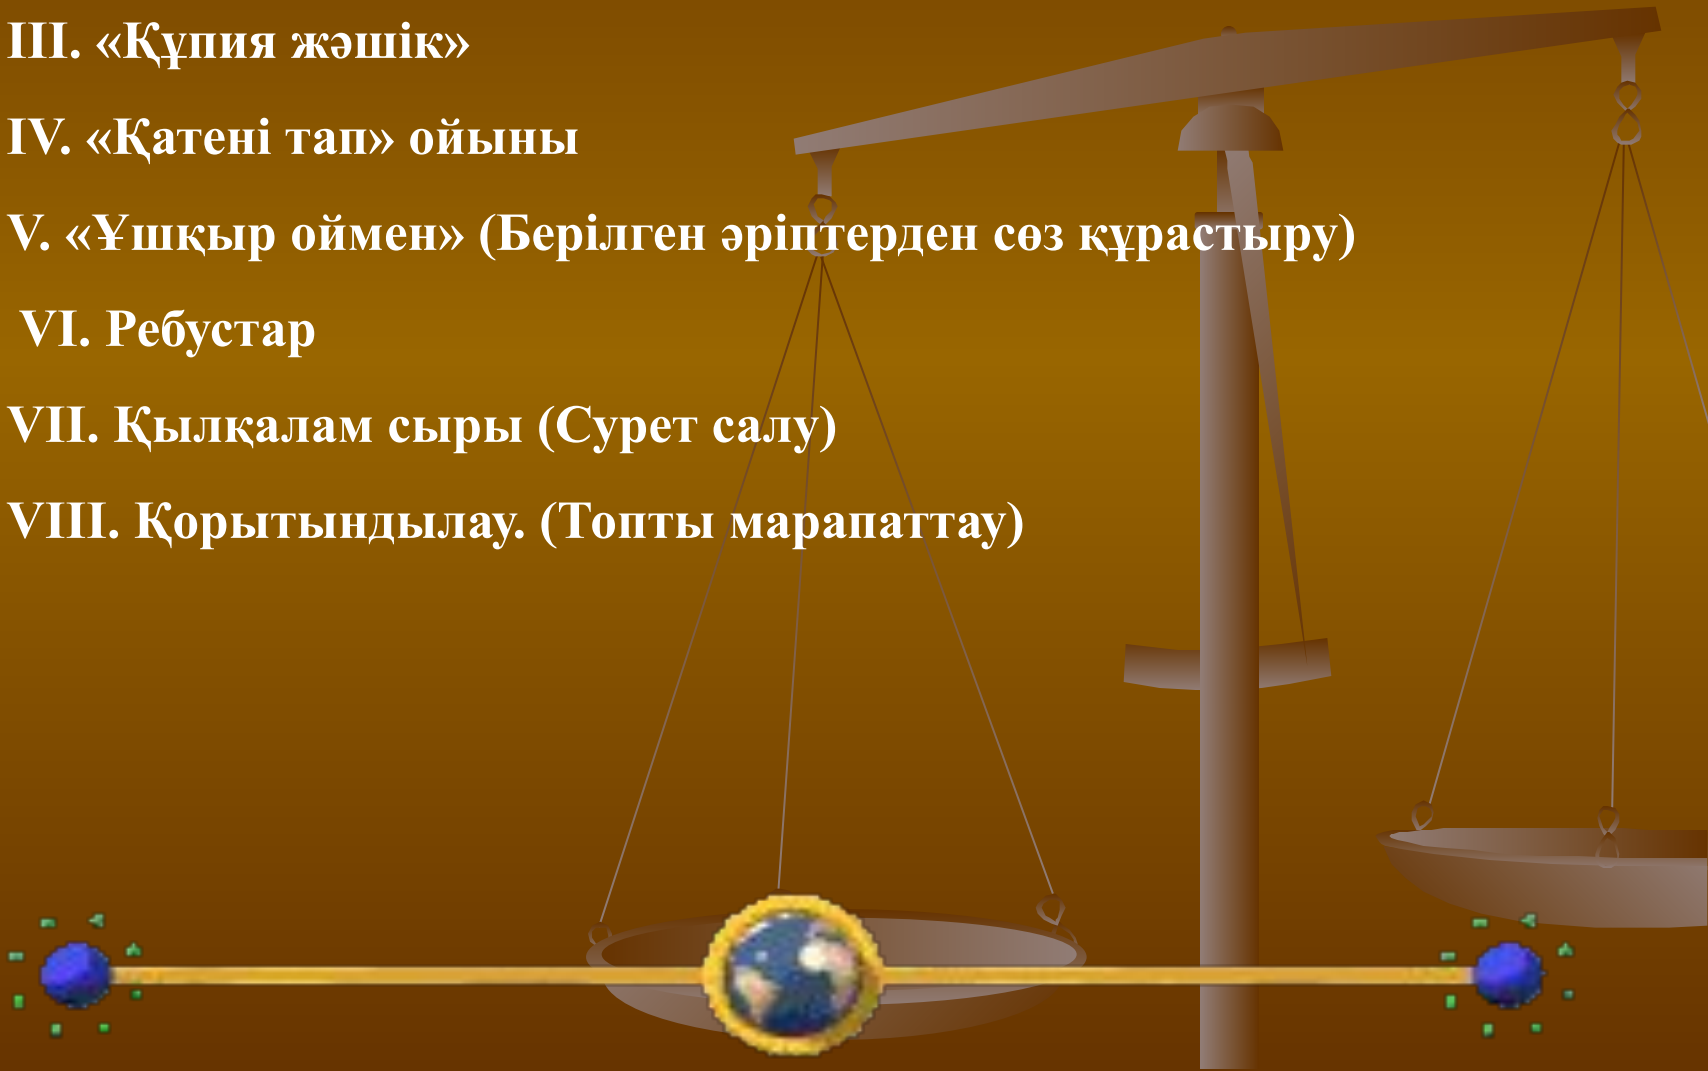 III. «Құпия жәшік»
IV. «Қатені тап» ойыны
V. «Ұшқыр оймен» (Берілген әріптерден сөз құрастыру)
VI. Ребустар
VII. Қылқалам сыры (Сурет салу)
VIII. Қорытындылау. (Топты марапаттау)